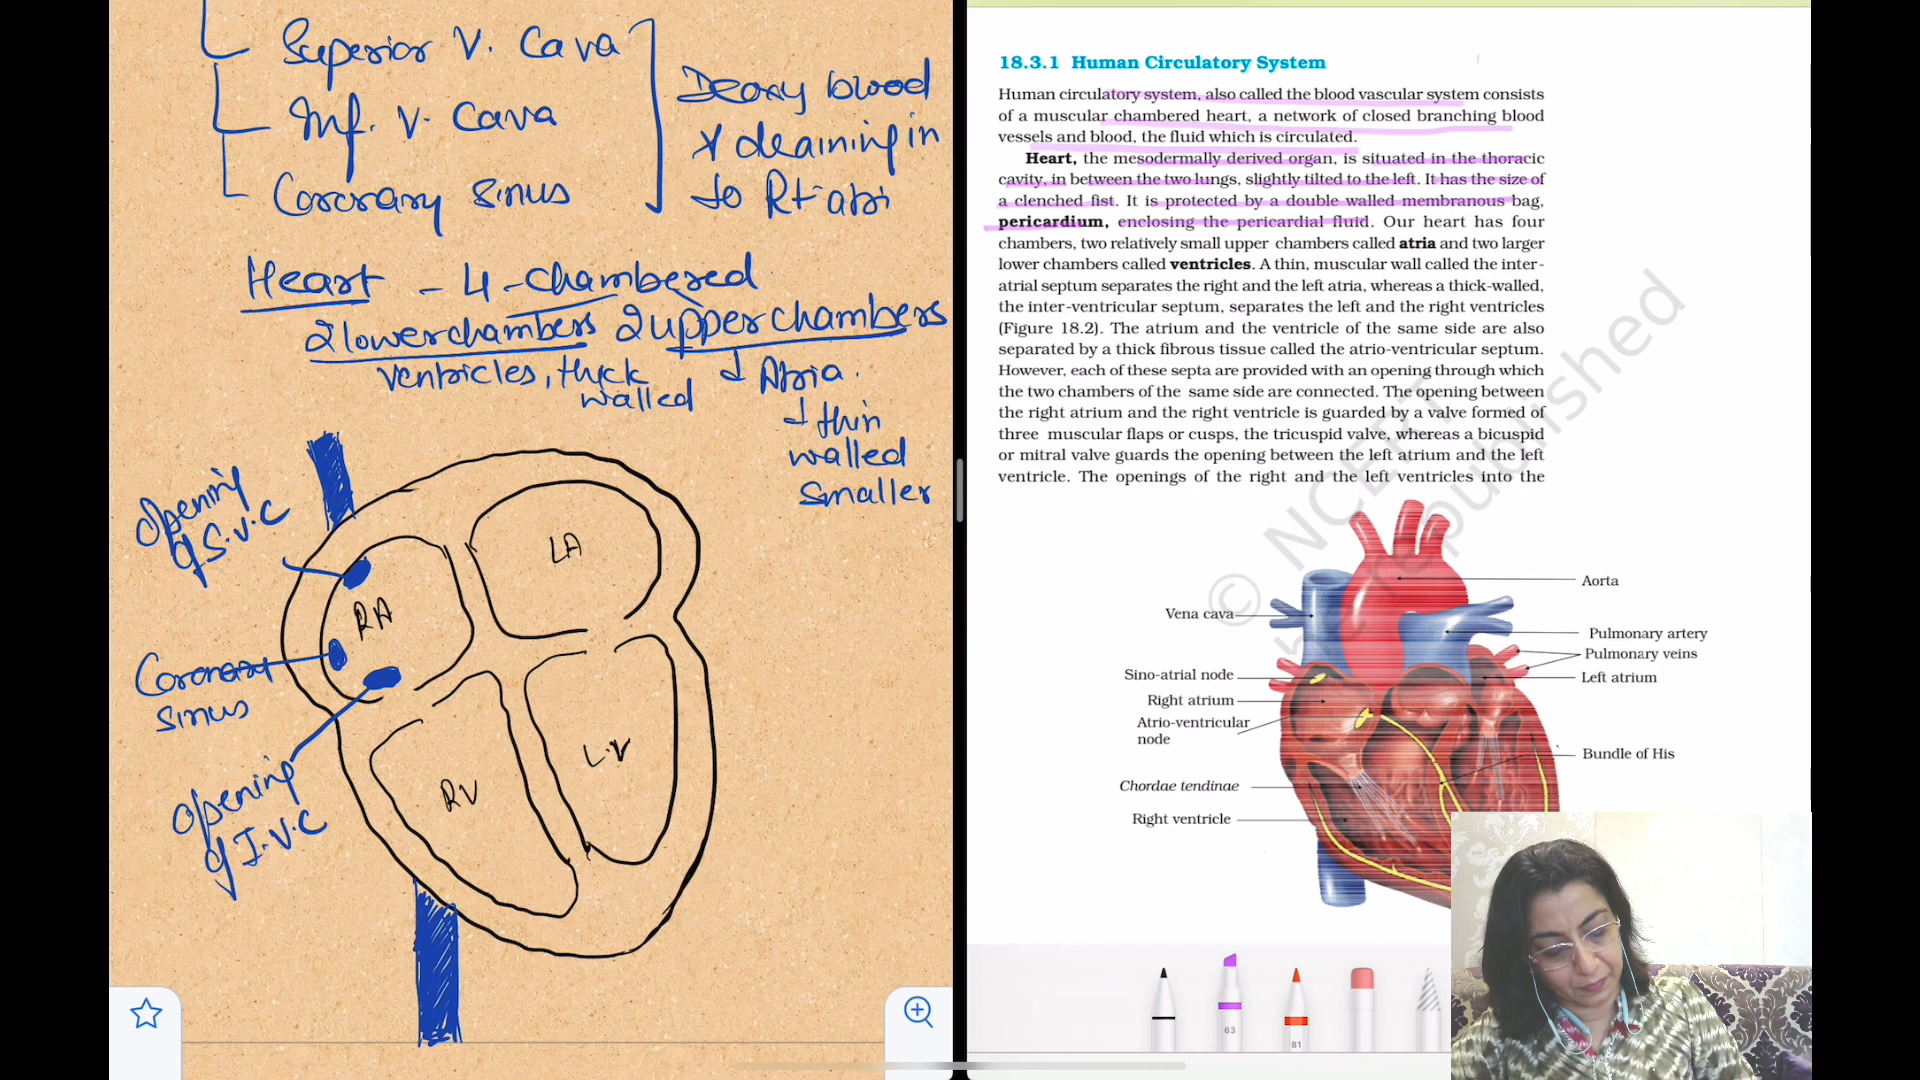 Superior V. Cava
Inf. V. Cava
Cororary sinus
Deoxy blood
draining in
to Rt atri
Heart - 4 - chambered
2 lower chambers 2 upper chambers
ventricles, thick
walled
Atria.
thin
walled
smaller
Opening
of S.V.C
LA
RA
Coronary
sinus
RV
L.V
Opening
of I.V.C
18.3.1 Human Circulatory System
Human circulatory system, also called the blood vascular system consists
of a muscular chambered heart, a network of closed branching blood
vessels and blood, the fluid which is circulated.
Heart, the mesodermally derived organ, is situated in the thoracic
cavity, in between the two lungs, slightly tilted to the left. It has the size of
a clenched fist. It is protected by a double walled membranous bag,
pericardium, enclosing the pericardial fluid. Our heart has four
chambers, two relatively small upper chambers called atria and two larger
lower chambers called ventricles. A thin, muscular wall called the inter-
atrial septum separates the right and the left atria, whereas a thick-walled,
the inter-ventricular septum, separates the left and the right ventricles
(Figure 18.2). The atrium and the ventricle of the same side are also
separated by a thick fibrous tissue called the atrio-ventricular septum.
However, each of these septa are provided with an opening through which
the two chambers of the same side are connected. The opening between
the right atrium and the right ventricle is guarded by a valve formed of
three muscular flaps or cusps, the tricuspid valve, whereas a bicuspid
or mitral valve guards the opening between the left atrium and the left
ventricle. The openings of the right and the left ventricles into the
© NCERT
republished
Aorta
Vena cava
Pulmonary artery
Pulmonary veins
Sino-atrial node
Left atrium
Right atrium
Atrio-ventricular
node
Bundle of His
Chordae tendinae
Right ventricle
63
81